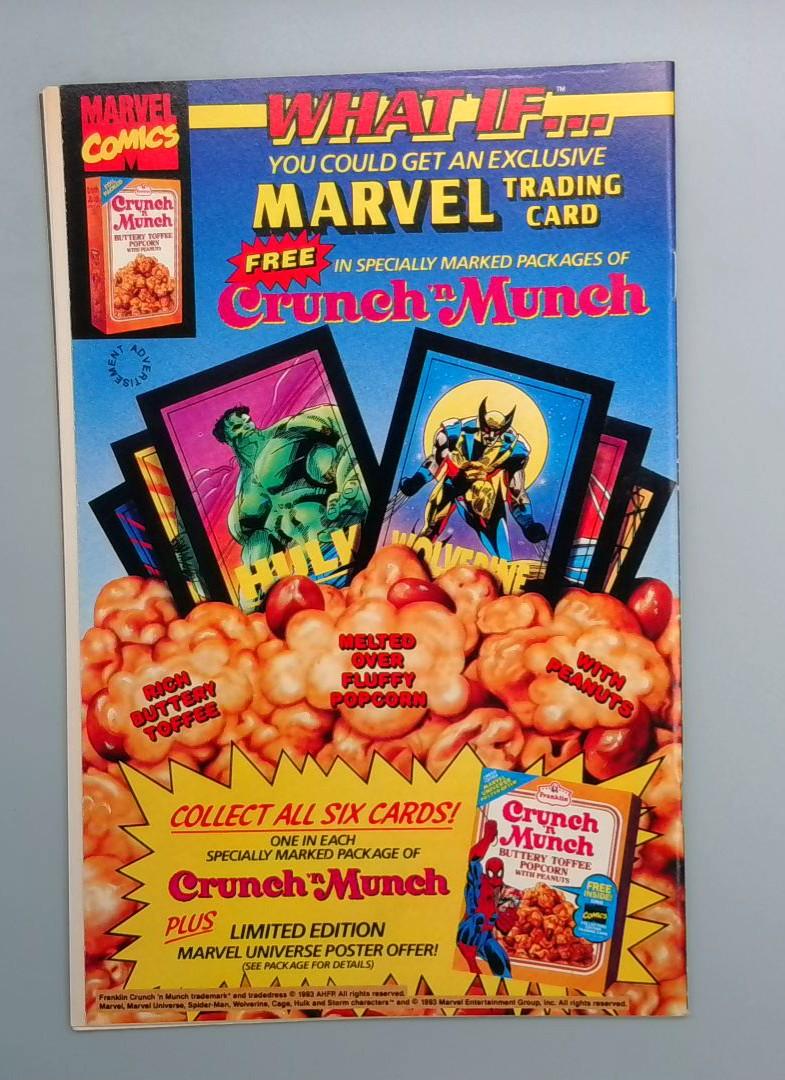 MARVEL
COMICS
WHAT IF...™
YOU COULD GET AN EXCLUSIVE
MARVEL TRADING CARD
FREE IN SPECIALLY MARKED PACKAGES OF
Crunch 'n Munch
Crunch
'n
Munch
BUTTERY TOFFEE
POPCORN
WITH PEANUTS
ADVERTISEMENT
HULK
WOLVERINE
RICH
BUTTERY
TOFFEE
MELTED
OVER
FLUFFY
POPCORN
WITH
PEANUTS
COLLECT ALL SIX CARDS!
ONE IN EACH
SPECIALLY MARKED PACKAGE OF
Crunch 'n Munch
PLUS LIMITED EDITION
MARVEL UNIVERSE POSTER OFFER!
(SEE PACKAGE FOR DETAILS)
Franklin
Crunch
'n
Munch
BUTTERY TOFFEE
POPCORN
WITH PEANUTS
FREE
INSIDE!
COMICS
Franklin Crunch 'n Munch trademark* and tradedress © 1993 AHFP. All rights reserved.
Marvel, Marvel Universe, Spider-Man, Wolverine, Cage, Hulk and Storm characters™ and © 1993 Marvel Entertainment Group, Inc. All rights reserved.